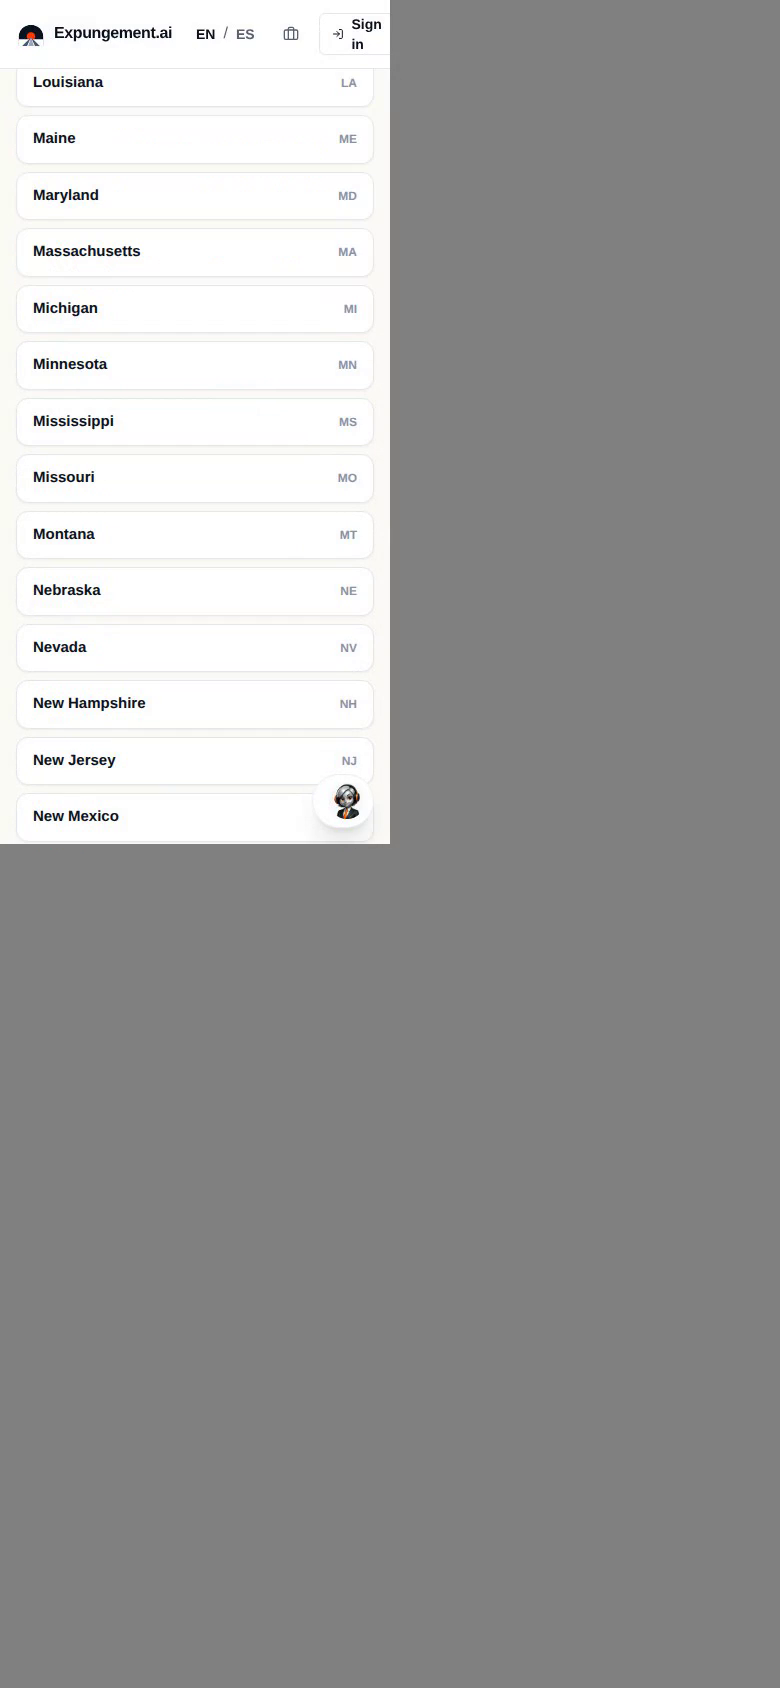 Expungement.ai EN / ES Sign
in
Louisiana LA
Maine ME
Maryland MD
Massachusetts MA
Michigan MI
Minnesota MN
Mississippi MS
Missouri MO
Montana MT
Nebraska NE
Nevada NV
New Hampshire NH
New Jersey NJ
New Mexico